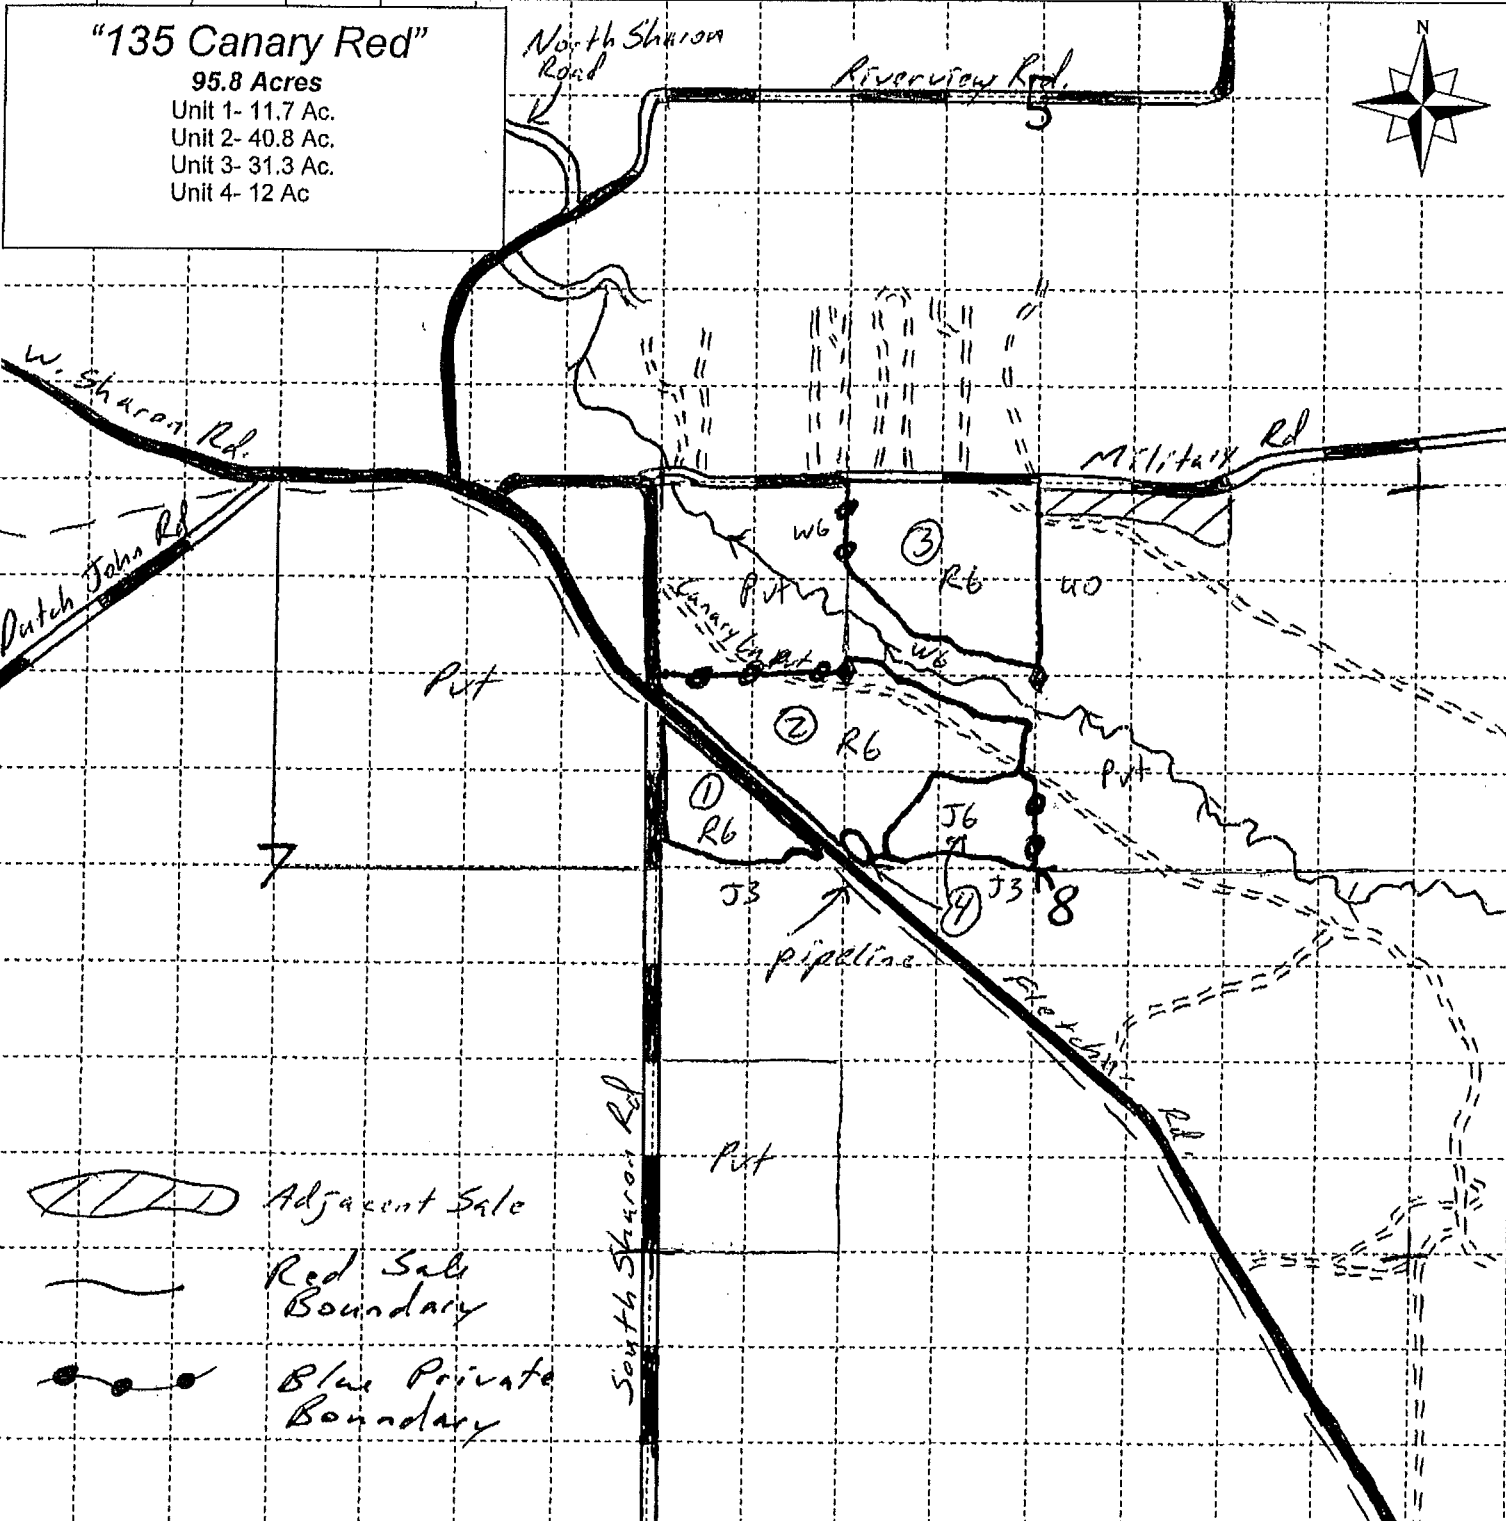 "135 Canary Red"
95.8 Acres
Unit 1- 11.7 Ac.
Unit 2- 40.8 Ac.
Unit 3- 31.3 Ac.
Unit 4- 12 Ac
North Sharon
Road
Riverview Rd.
5
N
W. Sharon Rd.
Military Rd
Dutch John Rd
W6
3
R6
UO
Pvt
Canary
W6
Pvt
2
R6
Pvt
1
R6
J6
7
J3
4
J3
8
pipeline
Fletcher Rd.
South Sharon Rd
Pvt
Adjacent Sale
Red Sale
Boundary
Blue Private
Boundary